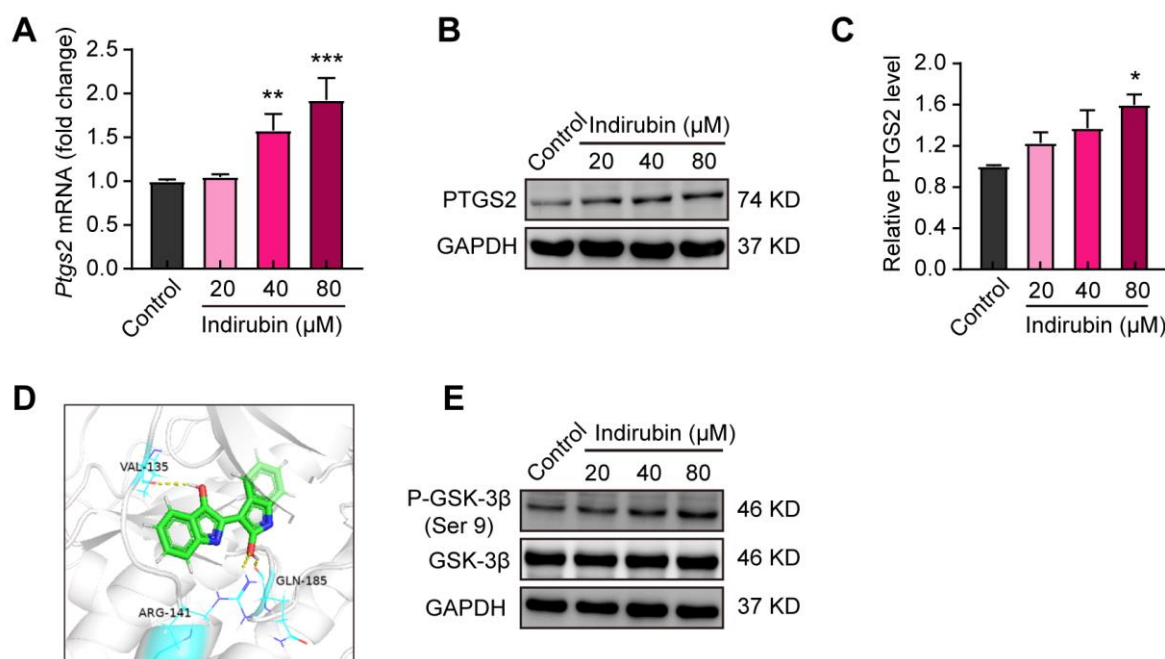 A
Ptgs2 mRNA (fold change)
2.5
2.0
1.5
1.0
0.5
0.0
**
***
Control
20
40
80
Indirubin (µM)
B
Control
Indirubin (µM)
20 40 80
PTGS2 74 KD
GAPDH 37 KD
C
Relative PTGS2 level
2.0
1.6
1.2
0.8
0.4
0.0
*
Control
20
40
80
Indirubin (µM)
D
VAL-135
GLN-185
ARG-141
E
Control
Indirubin (µM)
20 40 80
P-GSK-3β
(Ser 9)
46 KD
GSK-3β 46 KD
GAPDH 37 KD